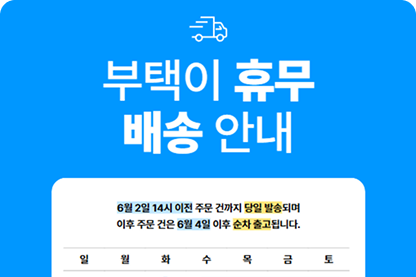 부택이 휴무
배송 안내
6월 2일 14시 이전 주문 건까지 당일 발송되며
이후 주문 건은 6월 4일 이후 순차 출고됩니다.
일 월 화 수 목 금 토